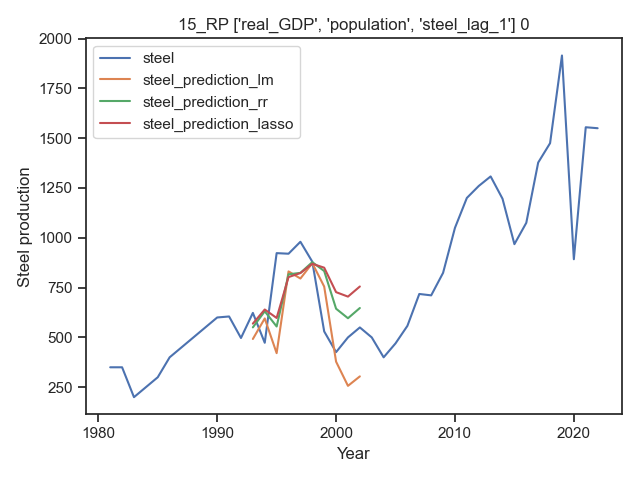 15_RP ['real_GDP', 'population', 'steel_lag_1'] 0
steel
steel_prediction_lm
steel_prediction_rr
steel_prediction_lasso
Steel production
2000
1750
1500
1250
1000
750
500
250
1980 1990 2000 2010 2020
Year